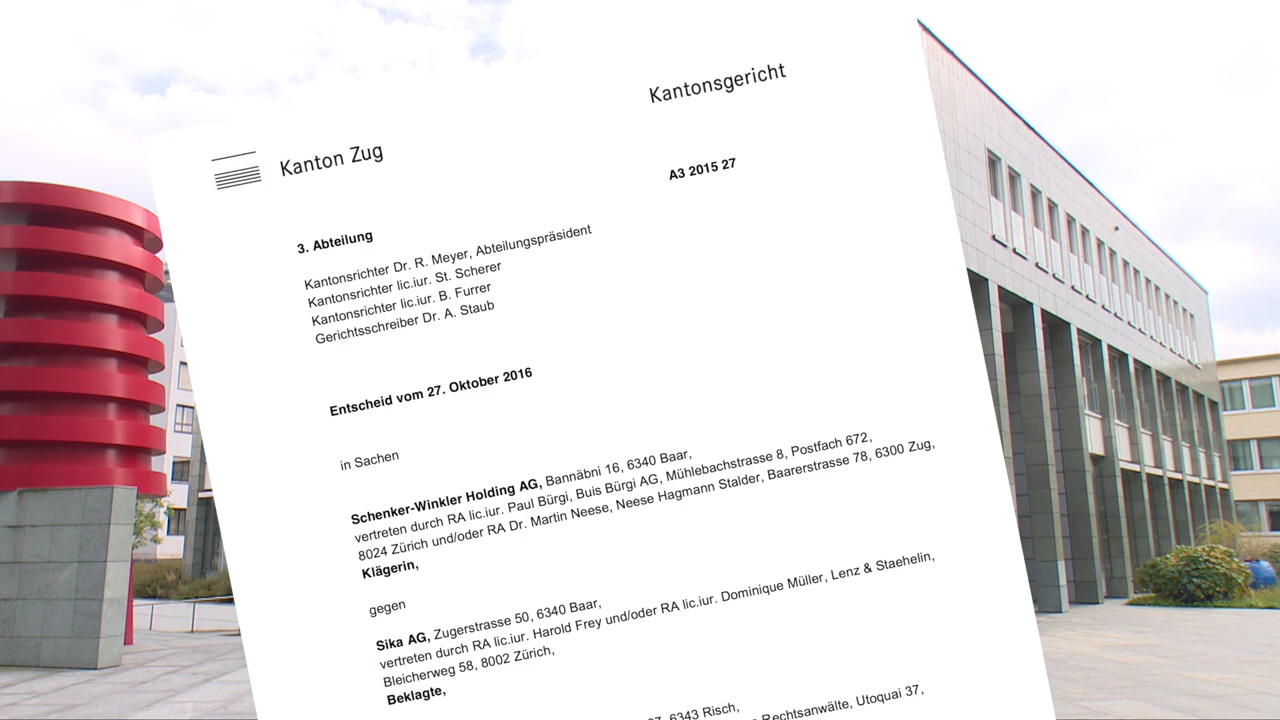 Kantonsgericht
Kanton Zug
A3 2015 27
3. Abteilung
Kantonsrichter Dr. R. Meyer, Abteilungspräsident
Kantonsrichter lic.iur. St. Scherer
Kantonsrichter lic.iur. B. Furrer
Gerichtsschreiber Dr. A. Staub
Entscheid vom 27. Oktober 2016
in Sachen
Schenker-Winkler Holding AG, Bannäbni 16, 6340 Baar,
vertreten durch RA lic.iur. Paul Bürgi, Buis Bürgi AG, Mühlebachstrasse 8, Postfach 672,
8024 Zürich und/oder RA Dr. Martin Neese, Neese Hagmann Stalder, Baarerstrasse 78, 6300 Zug,
Klägerin,
gegen
Sika AG, Zugerstrasse 50, 6340 Baar,
vertreten durch RA lic.iur. Harold Frey und/oder RA lic.iur. Dominique Müller, Lenz & Staehelin,
Bleicherweg 58, 8002 Zürich,
Beklagte,
6343 Risch,
Rechtsanwälte, Utoquai 37,